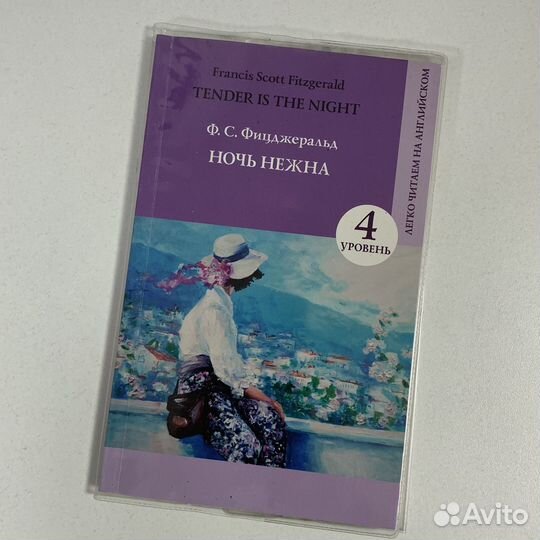 Francis Scott Fitzgerald
TENDER IS THE NIGHT
Ф. С. Фицджеральд
НОЧЬ НЕЖНА
ЛЕГКО ЧИТАЕМ НА АНГЛИЙСКОМ
4
УРОВЕНЬ
Avito